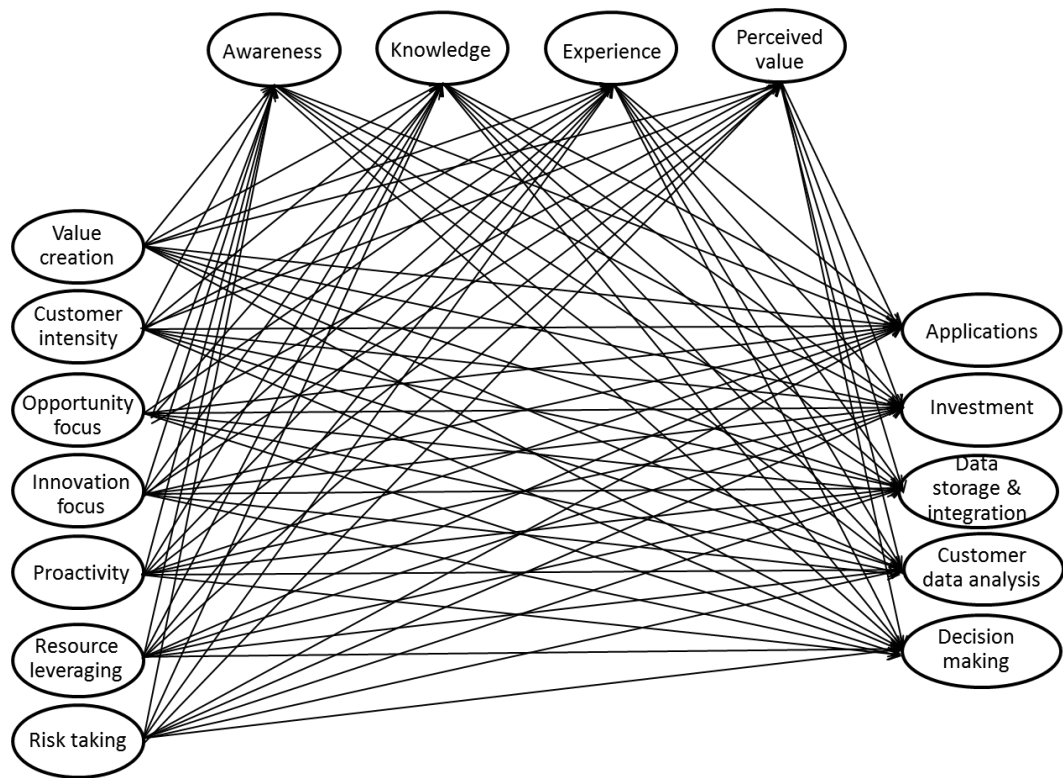 Awareness
Knowledge
Experience
Perceived
value
Value
creation
Customer
intensity
Opportunity
focus
Innovation
focus
Proactivity
Resource
leveraging
Risk taking
Applications
Investment
Data
storage &
integration
Customer
data analysis
Decision
making